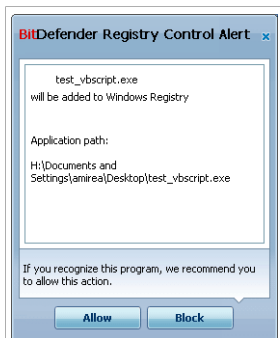 BitDefender Registry Control Alert x
test_vbscript.exe
will be added to Windows Registry
Application path:
H:\Documents and
Settings\amirea\Desktop\test_vbscript.exe
If you recognize this program, we recommend you
to allow this action.
Allow Block